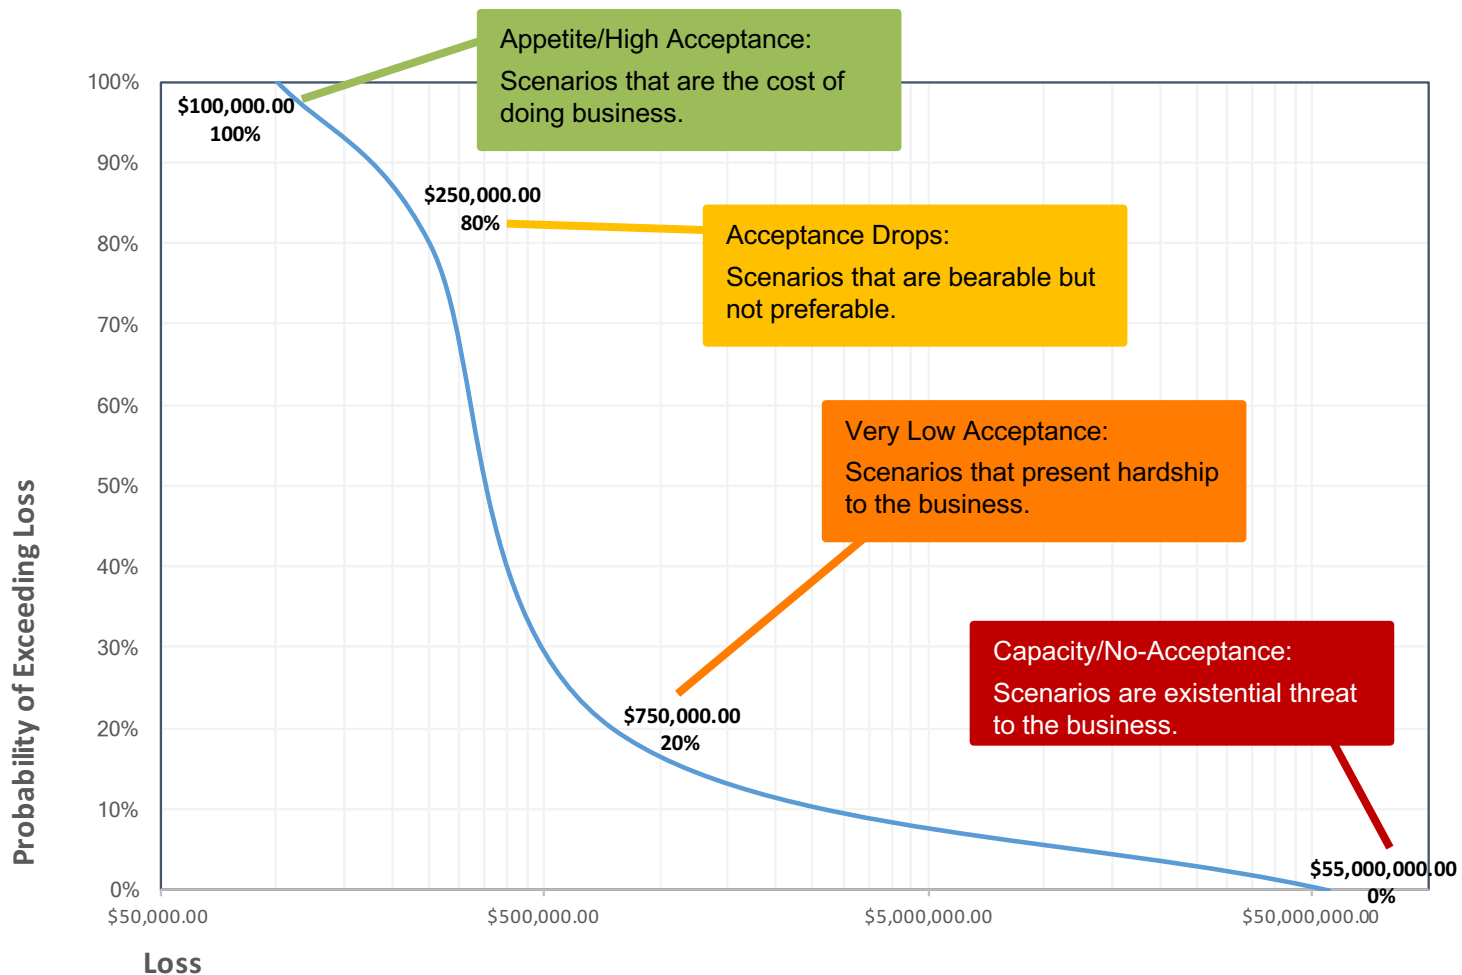 Appetite/High Acceptance:
Scenarios that are the cost of
doing business.
100%
$100,000.00
100%
90%
$250,000.00
80%
Acceptance Drops:
Scenarios that are bearable but
not preferable.
80%
70%
60%
Very Low Acceptance:
Scenarios that present hardship
to the business.
50%
40%
30%
Capacity/No-Acceptance:
Scenarios are existential threat
to the business.
$750,000.00
20%
20%
10%
$55,000,000.00
0%
0%
Probability of Exceeding Loss
$50,000.00
$500,000.00
$5,000,000.00
$50,000,000.00
Loss